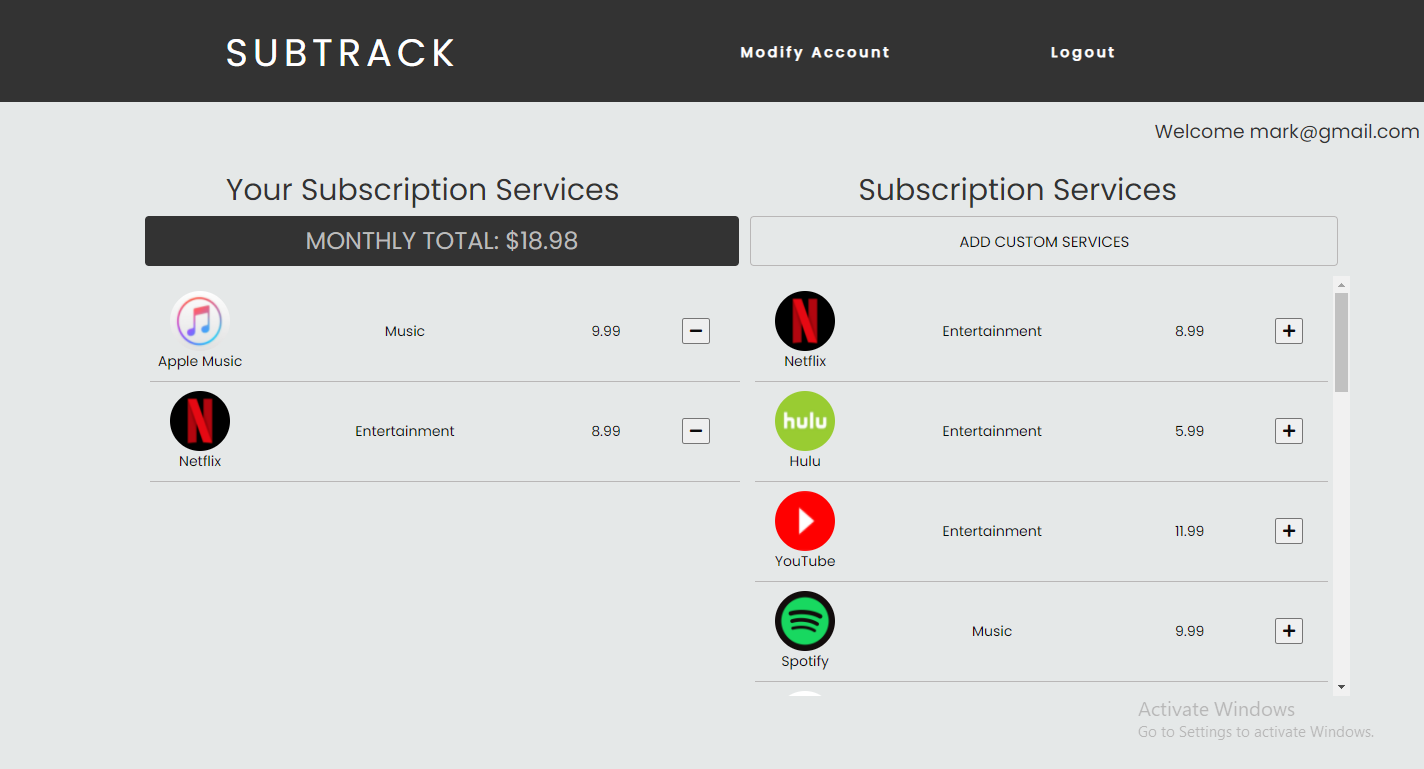 SUBTRACK
Modify Account
Logout
Welcome mark@gmail.com
Your Subscription Services
MONTHLY TOTAL: $18.98
Apple Music
Music
9.99
Netflix
Entertainment
8.99
Subscription Services
ADD CUSTOM SERVICES
Netflix
Entertainment
8.99
hulu
Hulu
Entertainment
5.99
YouTube
Entertainment
11.99
Spotify
Music
9.99
Activate Windows
Go to Settings to activate Windows.